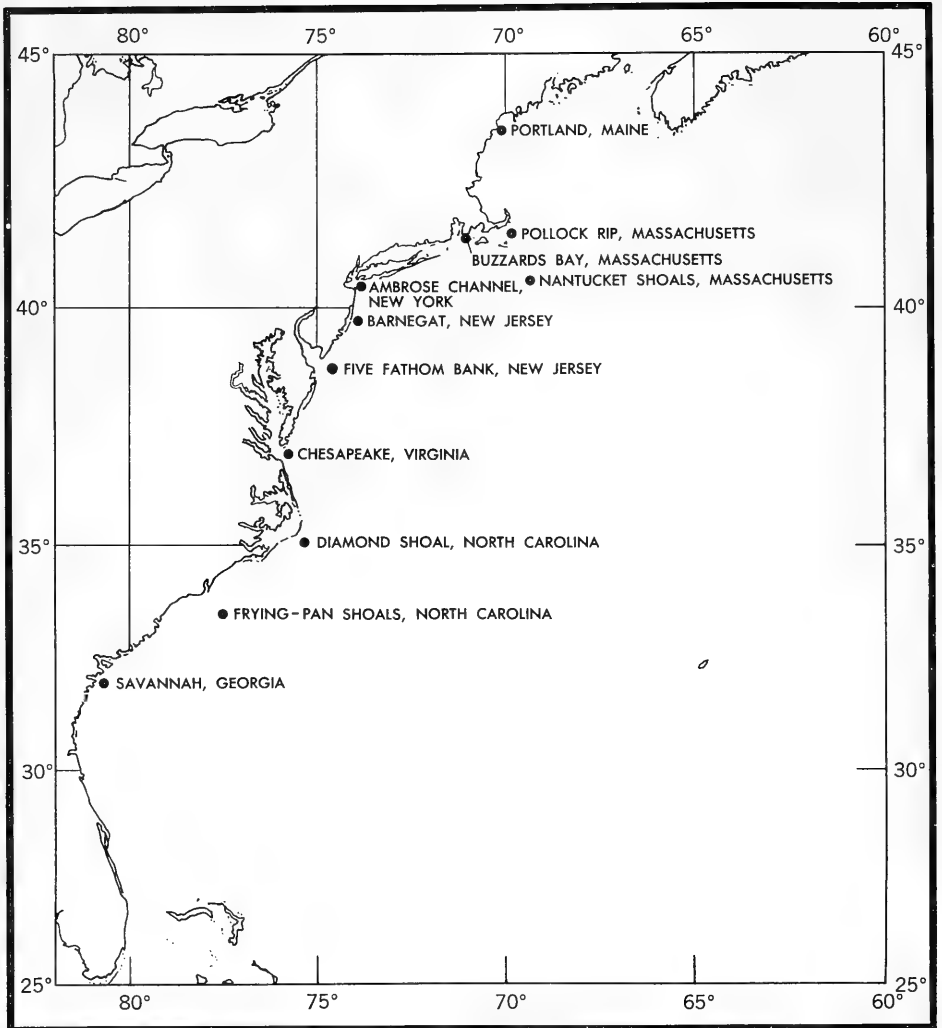 80° 75° 70° 65° 60°
45° 45°
PORTLAND, MAINE
POLLOCK RIP, MASSACHUSETTS
BUZZARDS BAY, MASSACHUSETTS
NANTUCKET SHOALS, MASSACHUSETTS
AMBROSE CHANNEL,
NEW YORK
40° 40°
BARNEGAT, NEW JERSEY
FIVE FATHOM BANK, NEW JERSEY
CHESAPEAKE, VIRGINIA
DIAMOND SHOAL, NORTH CAROLINA
35° 35°
FRYING-PAN SHOALS, NORTH CAROLINA
SAVANNAH, GEORGIA
30° 30°
25° 25°
80° 75° 70° 65° 60°